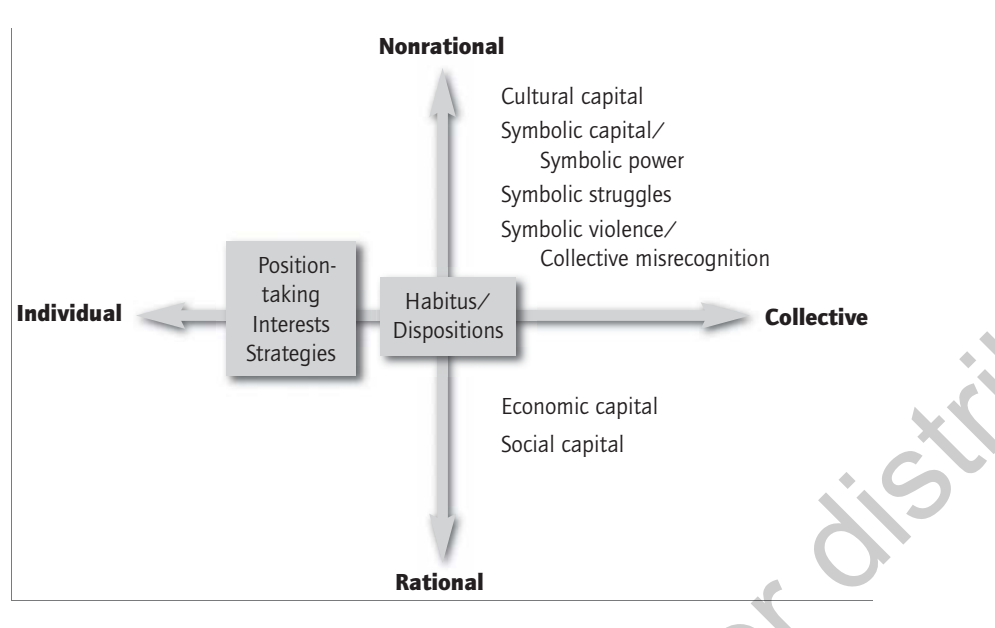 Nonrational
Cultural capital
Symbolic capital/
Symbolic power
Symbolic struggles
Symbolic violence/
Collective misrecognition
Individual
Position-
taking
Interests
Strategies
Habitus/
Dispositions
Collective
Economic capital
Social capital
Rational